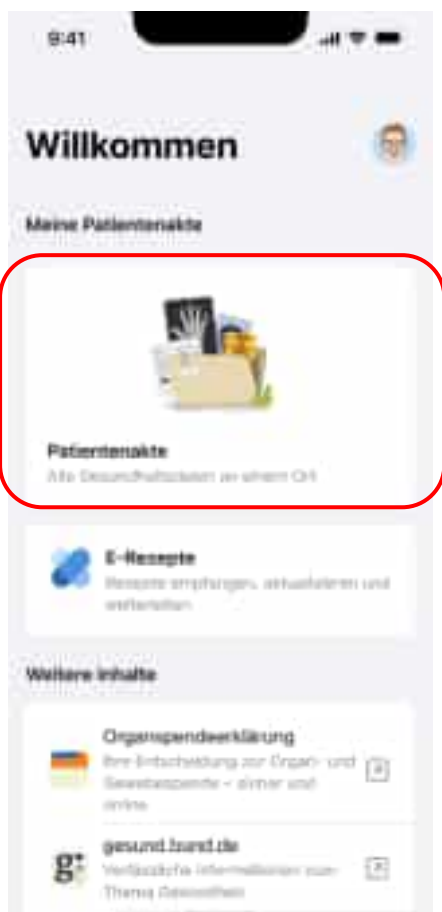 9:41
Willkommen
Meine Patientenakte
Patientenakte
Alle Gesundheitsdaten an einem Ort
E-Rezepte
Rezepte empfangen, aktualisieren und
weiterleiten
Weitere Inhalte
Organspendeerklärung
Ihre Entscheidung zur Organ- und
Gewebespende – sicher und
online
g:
gesund.bund.de
Verlässliche Informationen zum
Thema Gesundheit